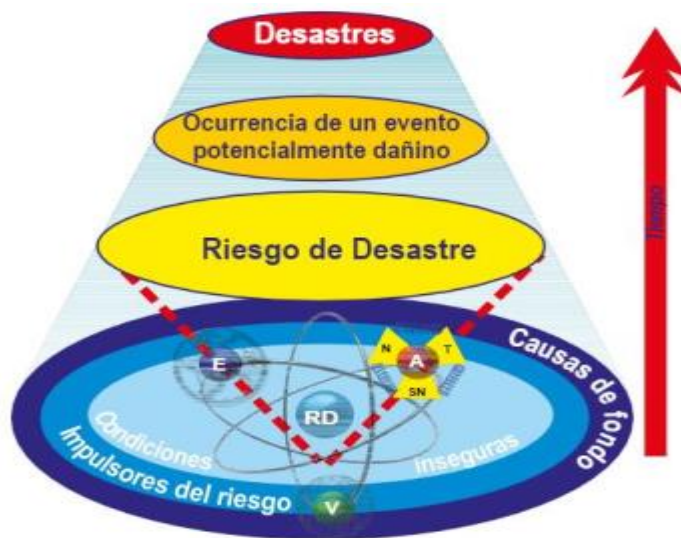 Desastres
Ocurrencia de un evento
potencialmente dañino
Riesgo de Desastre
Tiempo
E
N
A
T
SN
RD
Causas de fondo
Condiciones
inseguras
Impulsores del riesgo
V